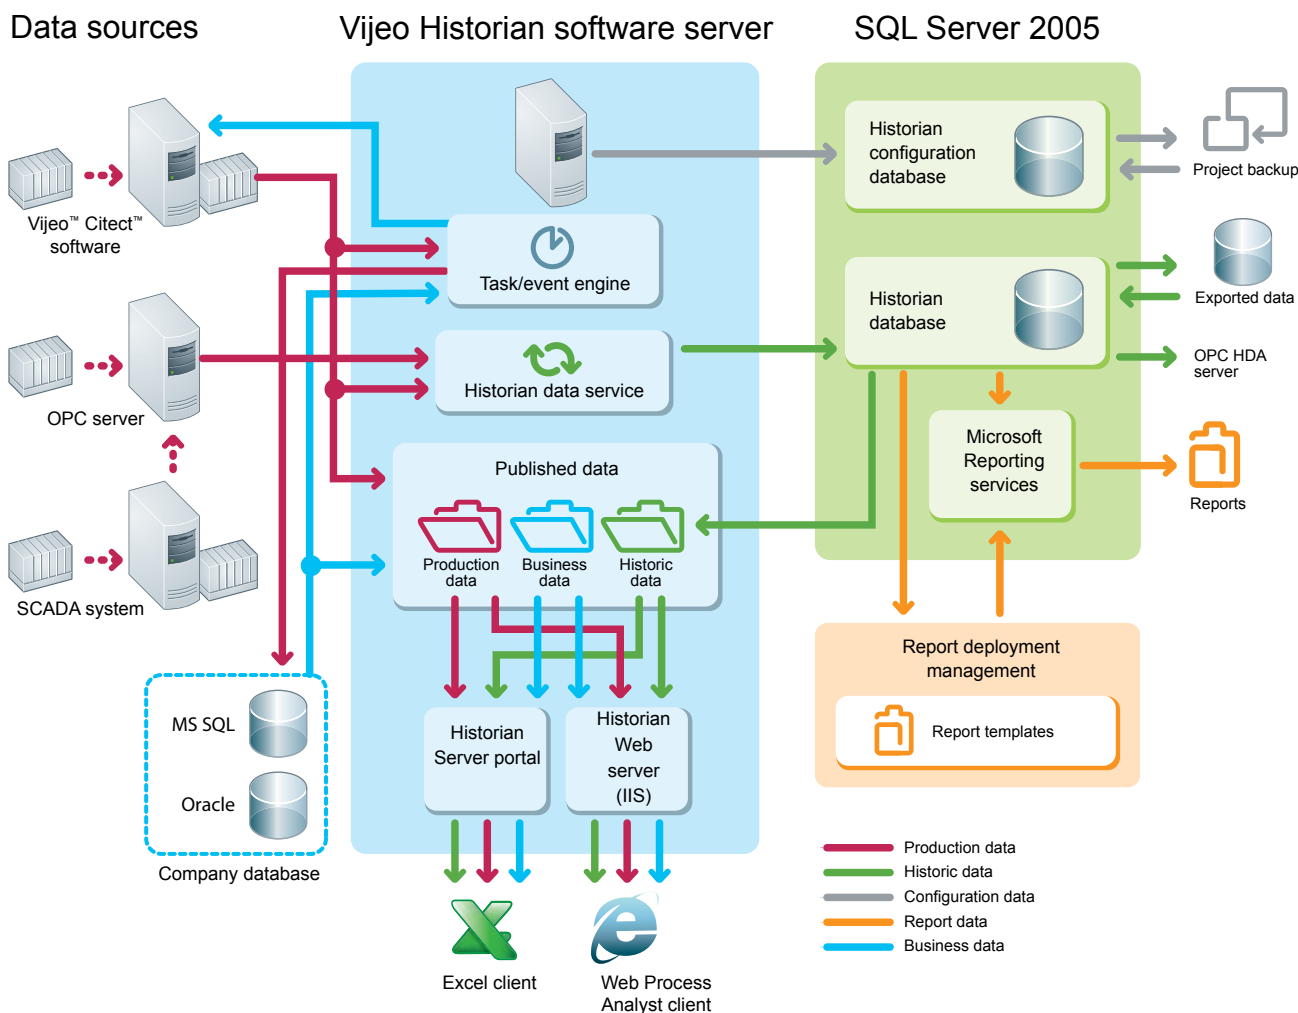 Data sources
Vijeo Historian software server
SQL Server 2005
Vijeo™ Citect™
software
OPC server
SCADA system
MS SQL
Oracle
Company database
Task/event engine
Historian data service
Published data
Production
data
Business
data
Historic
data
Historian
Server portal
Historian
Web
server
(IIS)
Excel client
Web Process
Analyst client
Historian
configuration
database
Historian
database
Microsoft
Reporting
services
Project backup
Exported data
OPC HDA
server
Reports
Report deployment
management
Report templates
Production data
Historic data
Configuration data
Report data
Business data